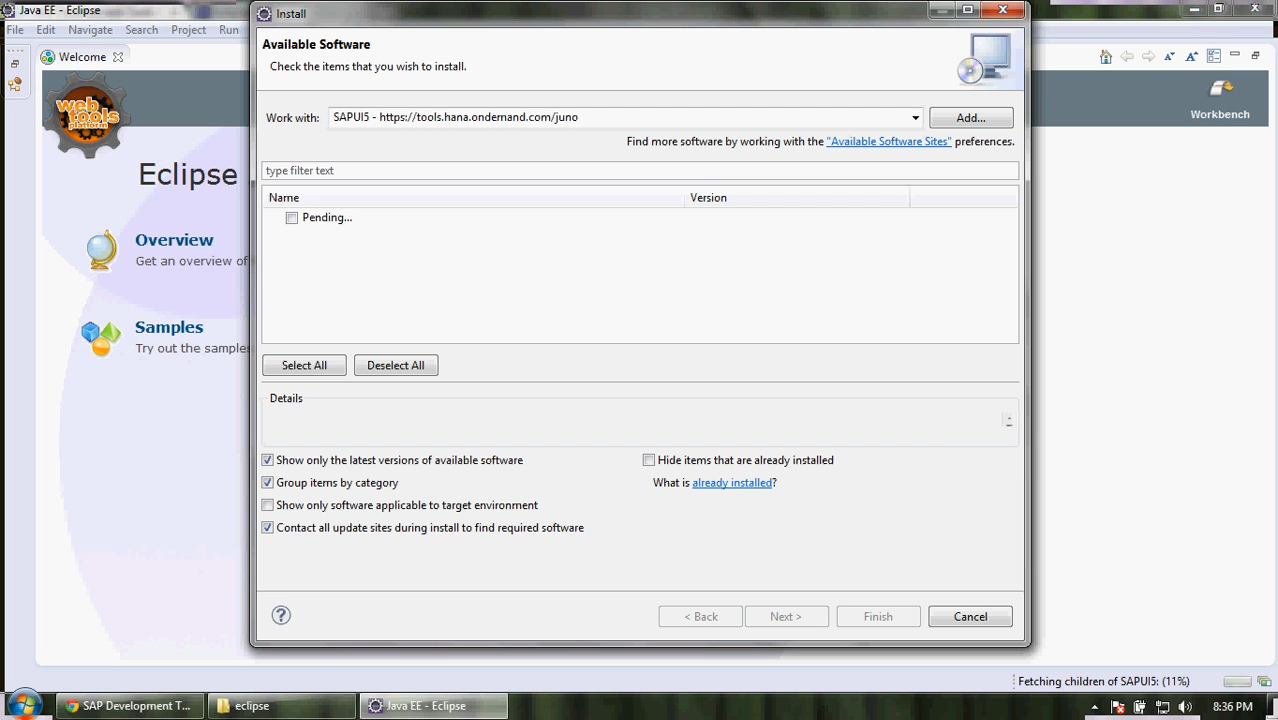 Java EE - Eclipse
Install
File Edit Navigate Search Project Run
Available Software
Check the items that you wish to install.
Welcome
web tools platform
Workbench
Work with: SAPUI5 - https://tools.hana.ondemand.com/juno Add...
Find more software by working with the "Available Software Sites" preferences.
type filter text
Eclipse
Name Version
Pending...
Overview
Get an overview of
Samples
Try out the samples
Select All Deselect All
Details
Show only the latest versions of available software Hide items that are already installed
Group items by category What is already installed?
Show only software applicable to target environment
Contact all update sites during install to find required software
? < Back Next > Finish Cancel
Fetching children of SAPUI5: (11%)
SAP Development T... eclipse Java EE - Eclipse 8:36 PM